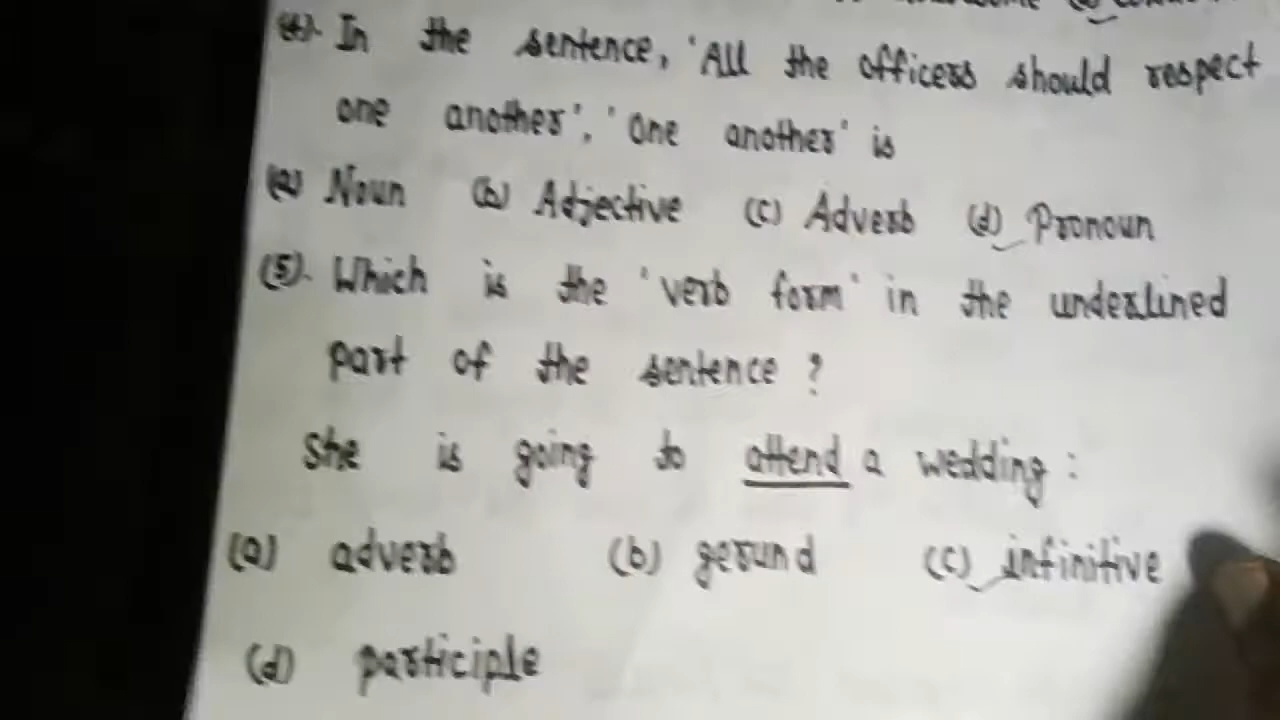 (4). In the sentence, 'All the officers should respect
one another', 'One another' is
(a) Noun (b) Adjective (c) Adverb (d) Pronoun
(5). Which is the 'verb form' in the underlined
part of the sentence ?
She is going to attend a wedding :
(a) adverb (b) gerund (c) infinitive
(d) participle